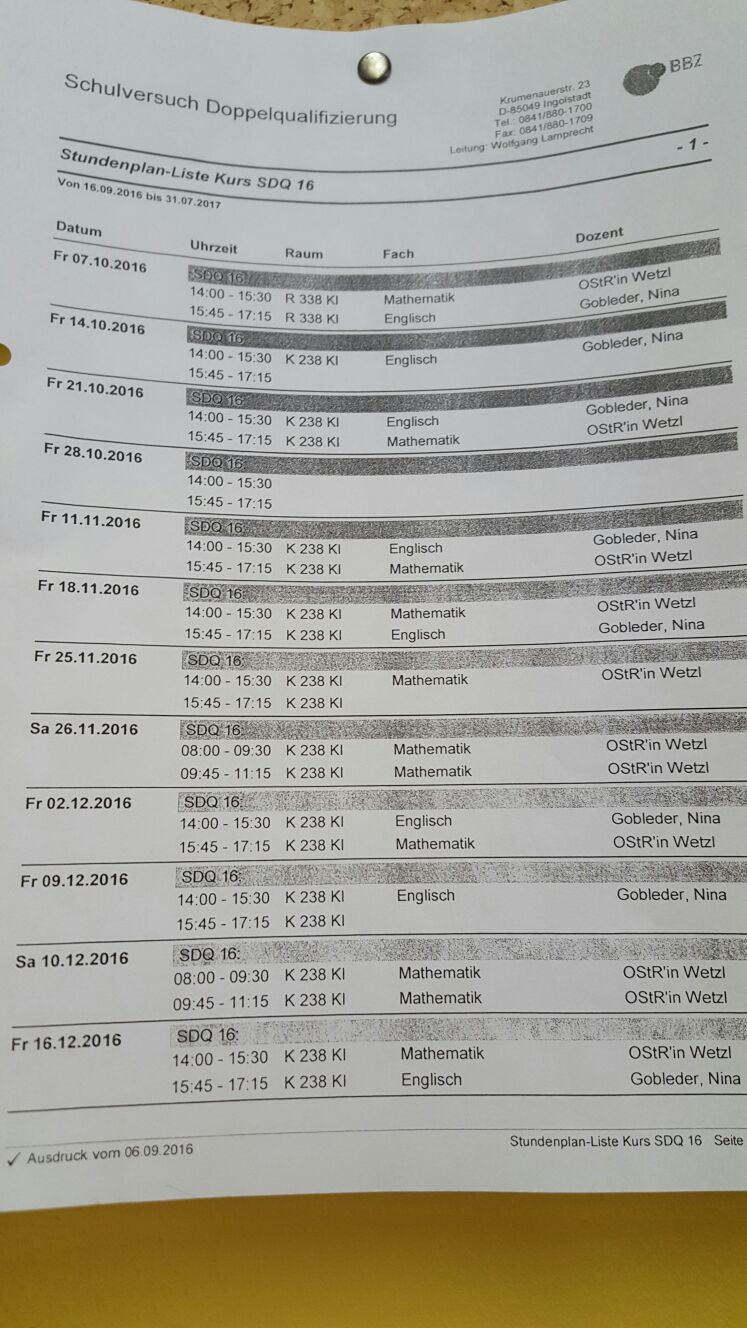 Schulversuch Doppelqualifizierung
Krumenauerstr. 23
D-85049 Ingolstadt
Tel.: 0841/880-1700
Fax: 0841/880-1709
Leitung: Wolfgang Lamprecht
BBZ
Stundenplan-Liste Kurs SDQ 16
- 1 -
Von 16.09.2016 bis 31.07.2017
Datum Uhrzeit Raum Fach Dozent
Fr 07.10.2016 SDQ 16:
14:00 - 15:30 R 338 KI Mathematik OStR'in Wetzl
15:45 - 17:15 R 338 KI Englisch Gobleder, Nina
Fr 14.10.2016 SDQ 16:
14:00 - 15:30 K 238 KI Englisch Gobleder, Nina
15:45 - 17:15
Fr 21.10.2016 SDQ 16:
14:00 - 15:30 K 238 KI Englisch Gobleder, Nina
15:45 - 17:15 K 238 KI Mathematik OStR'in Wetzl
Fr 28.10.2016 SDQ 16:
14:00 - 15:30
15:45 - 17:15
Fr 11.11.2016 SDQ 16:
14:00 - 15:30 K 238 KI Englisch Gobleder, Nina
15:45 - 17:15 K 238 KI Mathematik OStR'in Wetzl
Fr 18.11.2016 SDQ 16:
14:00 - 15:30 K 238 KI Mathematik OStR'in Wetzl
15:45 - 17:15 K 238 KI Englisch Gobleder, Nina
Fr 25.11.2016 SDQ 16:
14:00 - 15:30 K 238 KI Mathematik OStR'in Wetzl
15:45 - 17:15 K 238 KI
Sa 26.11.2016 SDQ 16:
08:00 - 09:30 K 238 KI Mathematik OStR'in Wetzl
09:45 - 11:15 K 238 KI Mathematik OStR'in Wetzl
Fr 02.12.2016 SDQ 16:
14:00 - 15:30 K 238 KI Englisch Gobleder, Nina
15:45 - 17:15 K 238 KI Mathematik OStR'in Wetzl
Fr 09.12.2016 SDQ 16:
14:00 - 15:30 K 238 KI Englisch Gobleder, Nina
15:45 - 17:15 K 238 KI
Sa 10.12.2016 SDQ 16:
08:00 - 09:30 K 238 KI Mathematik OStR'in Wetzl
09:45 - 11:15 K 238 KI Mathematik OStR'in Wetzl
Fr 16.12.2016 SDQ 16:
14:00 - 15:30 K 238 KI Mathematik OStR'in Wetzl
15:45 - 17:15 K 238 KI Englisch Gobleder, Nina
✓ Ausdruck vom 06.09.2016
Stundenplan-Liste Kurs SDQ 16 Seite